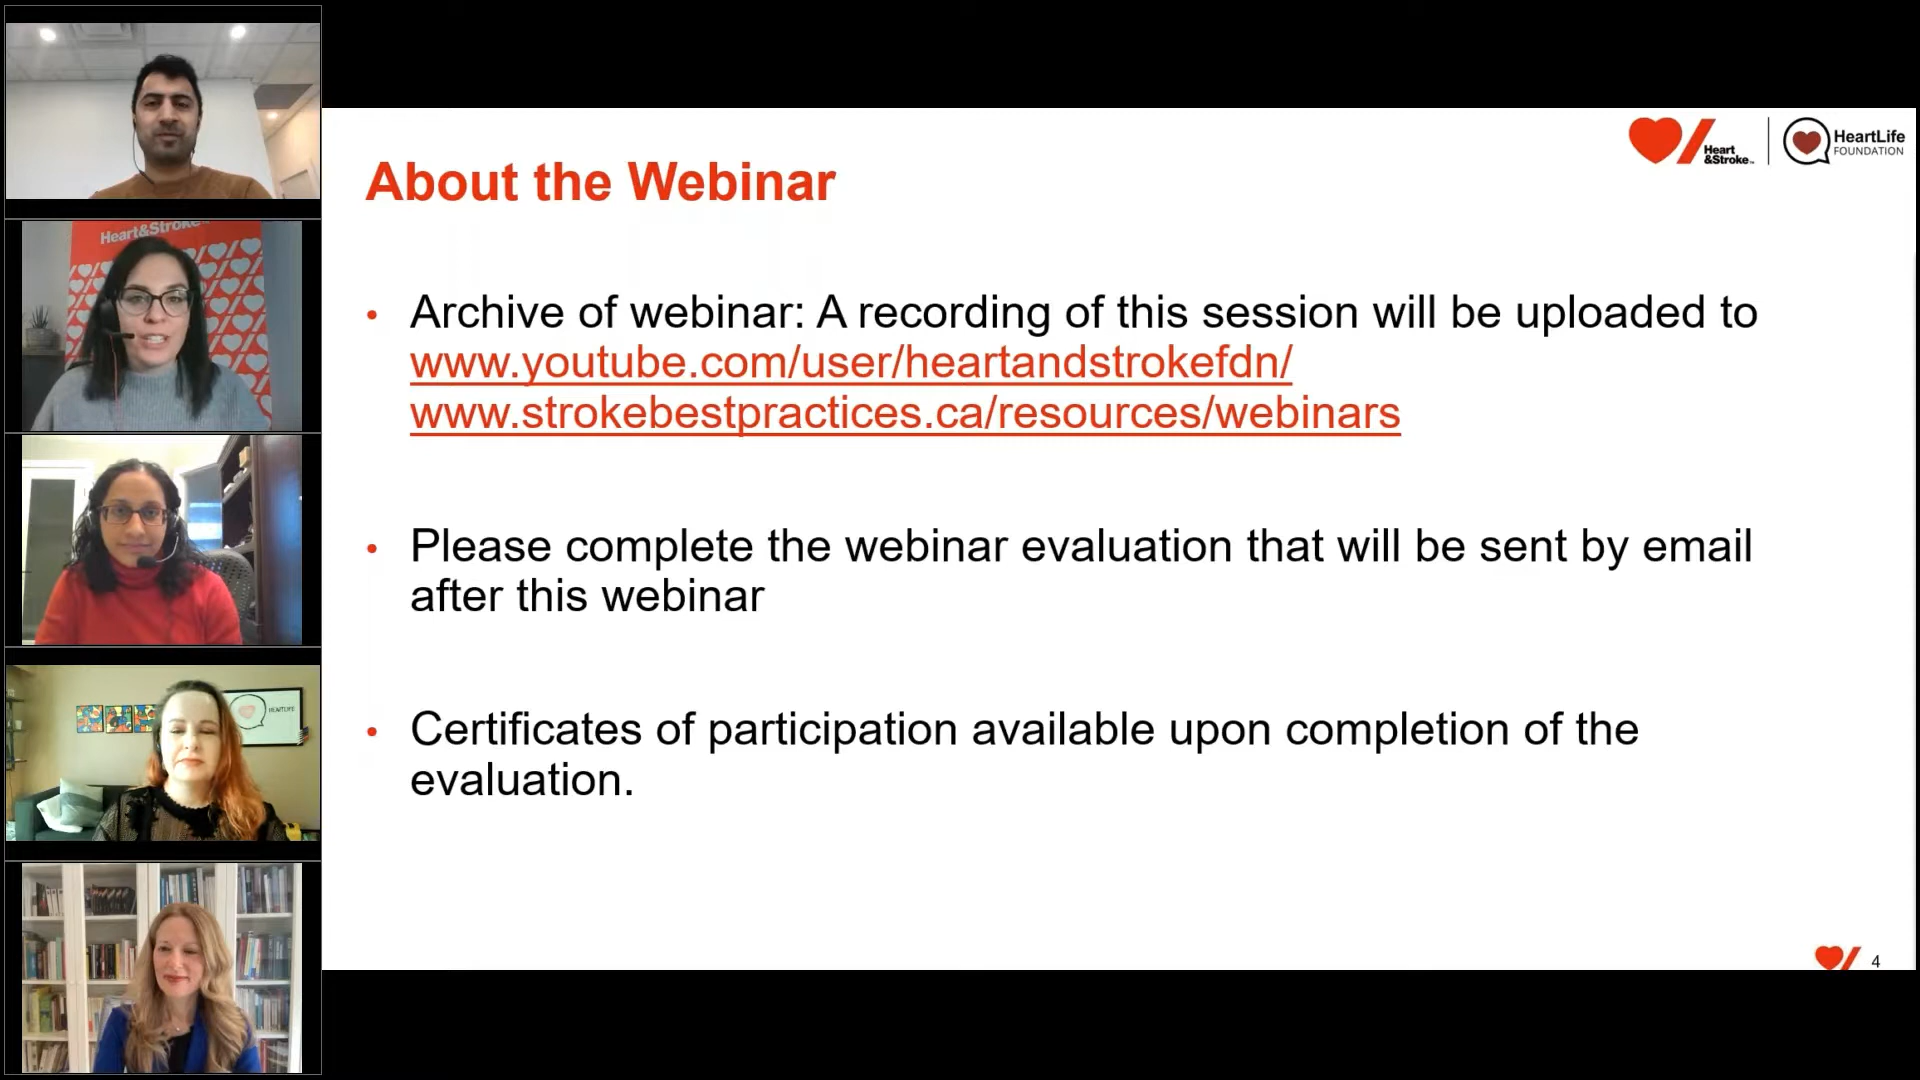 Heart
&Stroke™
HeartLife
FOUNDATION
About the Webinar
• Archive of webinar: A recording of this session will be uploaded to
www.youtube.com/user/heartandstrokefdn/
www.strokebestpractices.ca/resources/webinars
• Please complete the webinar evaluation that will be sent by email
after this webinar
• Certificates of participation available upon completion of the
evaluation.
4
Heart&Stroke
HEARTLIFE